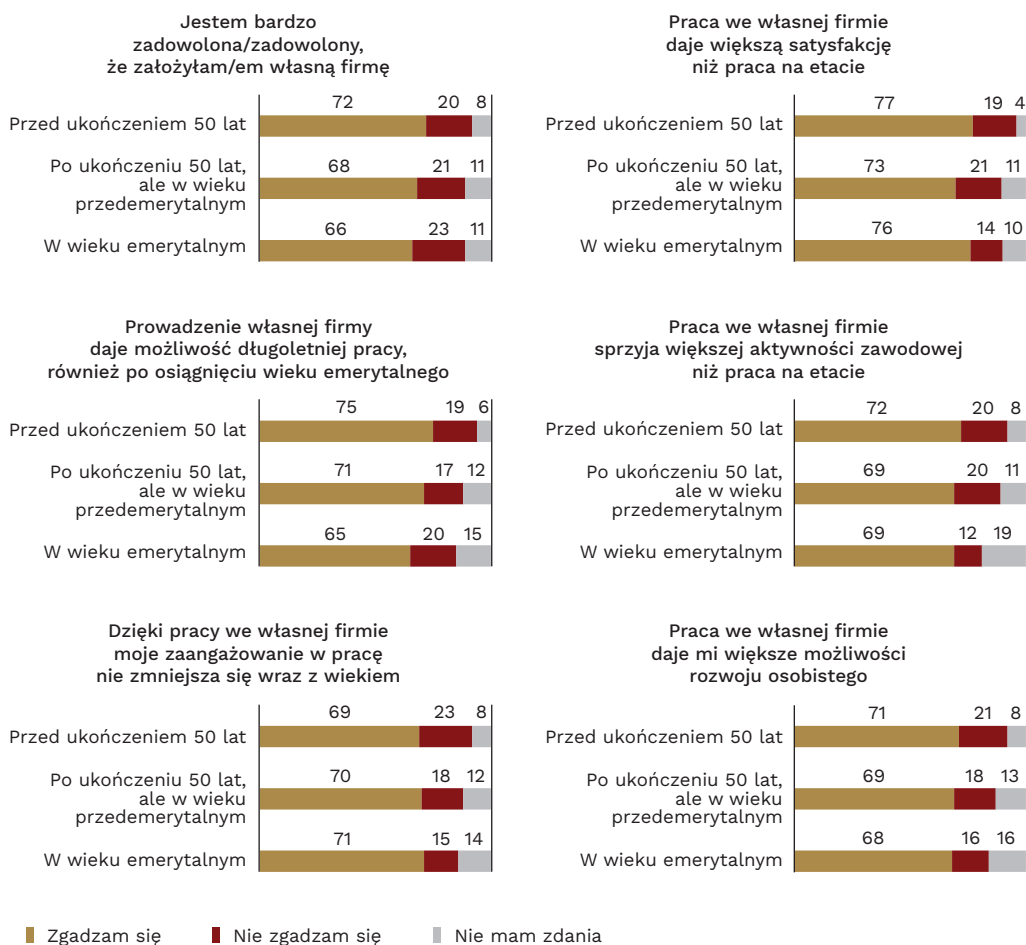 Jestem bardzo
zadowolona/zadowolony,
że założyłam/em własną firmę
72 20 8
Przed ukończeniem 50 lat
68 21 11
Po ukończeniu 50 lat,
ale w wieku
przedemerytalnym
66 23 11
W wieku emerytalnym
Praca we własnej firmie
daje większą satysfakcję
niż praca na etacie
77 19 4
Przed ukończeniem 50 lat
73 21 11
Po ukończeniu 50 lat,
ale w wieku
przedemerytalnym
76 14 10
W wieku emerytalnym
Prowadzenie własnej firmy
daje możliwość długoletniej pracy,
również po osiągnięciu wieku emerytalnego
75 19 6
Przed ukończeniem 50 lat
71 17 12
Po ukończeniu 50 lat,
ale w wieku
przedemerytalnym
65 20 15
W wieku emerytalnym
Praca we własnej firmie
sprzyja większej aktywności zawodowej
niż praca na etacie
72 20 8
Przed ukończeniem 50 lat
69 20 11
Po ukończeniu 50 lat,
ale w wieku
przedemerytalnym
69 12 19
W wieku emerytalnym
Dzięki pracy we własnej firmie
moje zaangażowanie w pracę
nie zmniejsza się wraz z wiekiem
69 23 8
Przed ukończeniem 50 lat
70 18 12
Po ukończeniu 50 lat,
ale w wieku
przedemerytalnym
71 15 14
W wieku emerytalnym
Praca we własnej firmie
daje mi większe możliwości
rozwoju osobistego
71 21 8
Przed ukończeniem 50 lat
69 18 13
Po ukończeniu 50 lat,
ale w wieku
przedemerytalnym
68 16 16
W wieku emerytalnym
Zgadzam się Nie zgadzam się Nie mam zdania